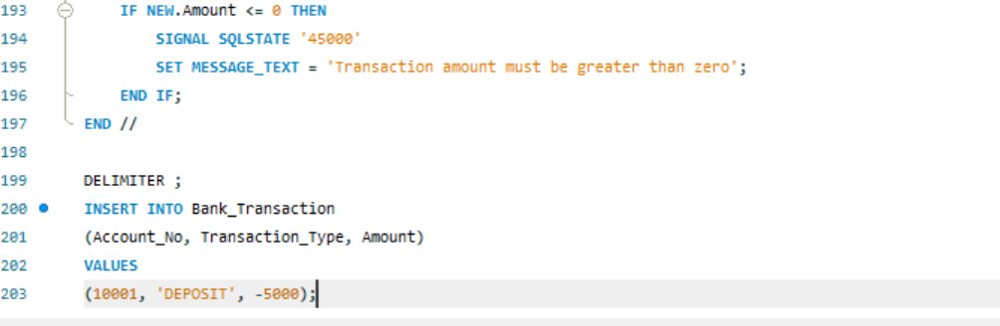 193 IF NEW.Amount <= 0 THEN
194 SIGNAL SQLSTATE '45000'
195 SET MESSAGE_TEXT = 'Transaction amount must be greater than zero';
196 END IF;
197 END //
198
199 DELIMITER ;
200 INSERT INTO Bank_Transaction
201 (Account_No, Transaction_Type, Amount)
202 VALUES
203 (10001, 'DEPOSIT', -5000);